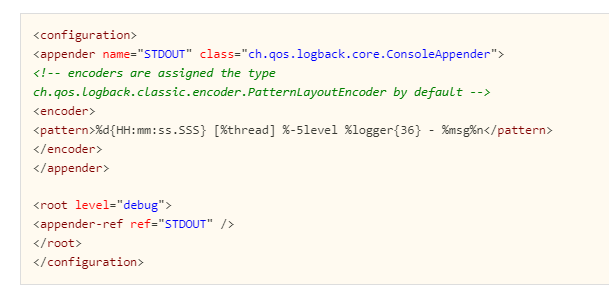 <configuration>
<appender name="STDOUT" class="ch.qos.logback.core.ConsoleAppender">
<!-- encoders are assigned the type
ch.qos.logback.classic.encoder.PatternLayoutEncoder by default -->
<encoder>
<pattern>%d{HH:mm:ss.SSS} [%thread] %-5level %logger{36} - %msg%n</pattern>
</encoder>
</appender>
<root level="debug">
<appender-ref ref="STDOUT" />
</root>
</configuration>